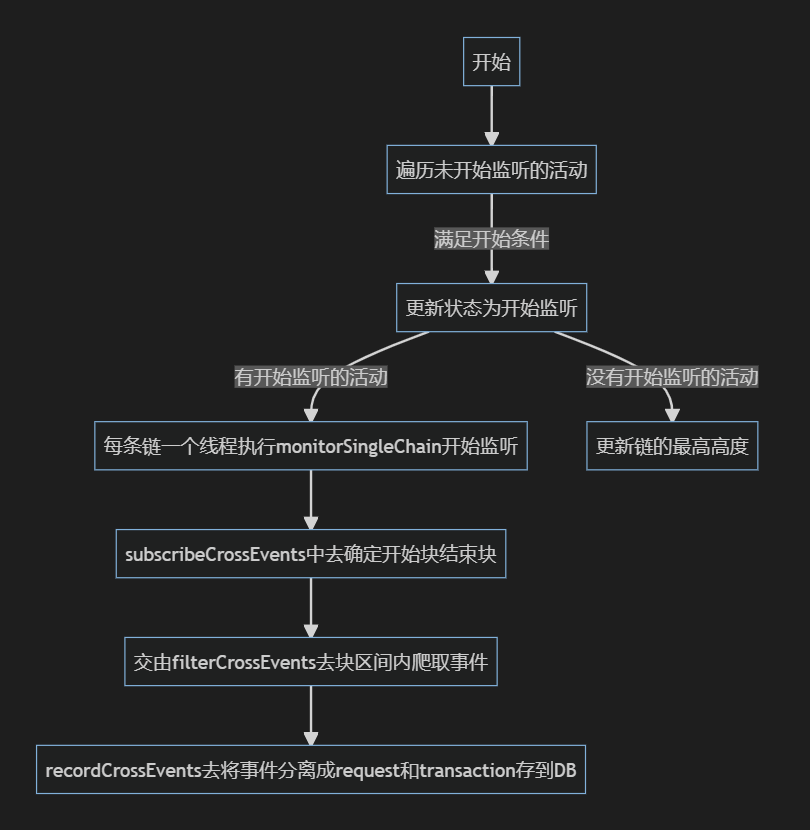 开始
遍历未开始监听的活动
满足开始条件
更新状态为开始监听
有开始监听的活动
没有开始监听的活动
每条链一个线程执行monitorSingleChain开始监听
更新链的最高高度
subscribeCrossEvents中去确定开始块结束块
交由filterCrossEvents去块区间内爬取事件
recordCrossEvents去将事件分离成request和transaction存到DB